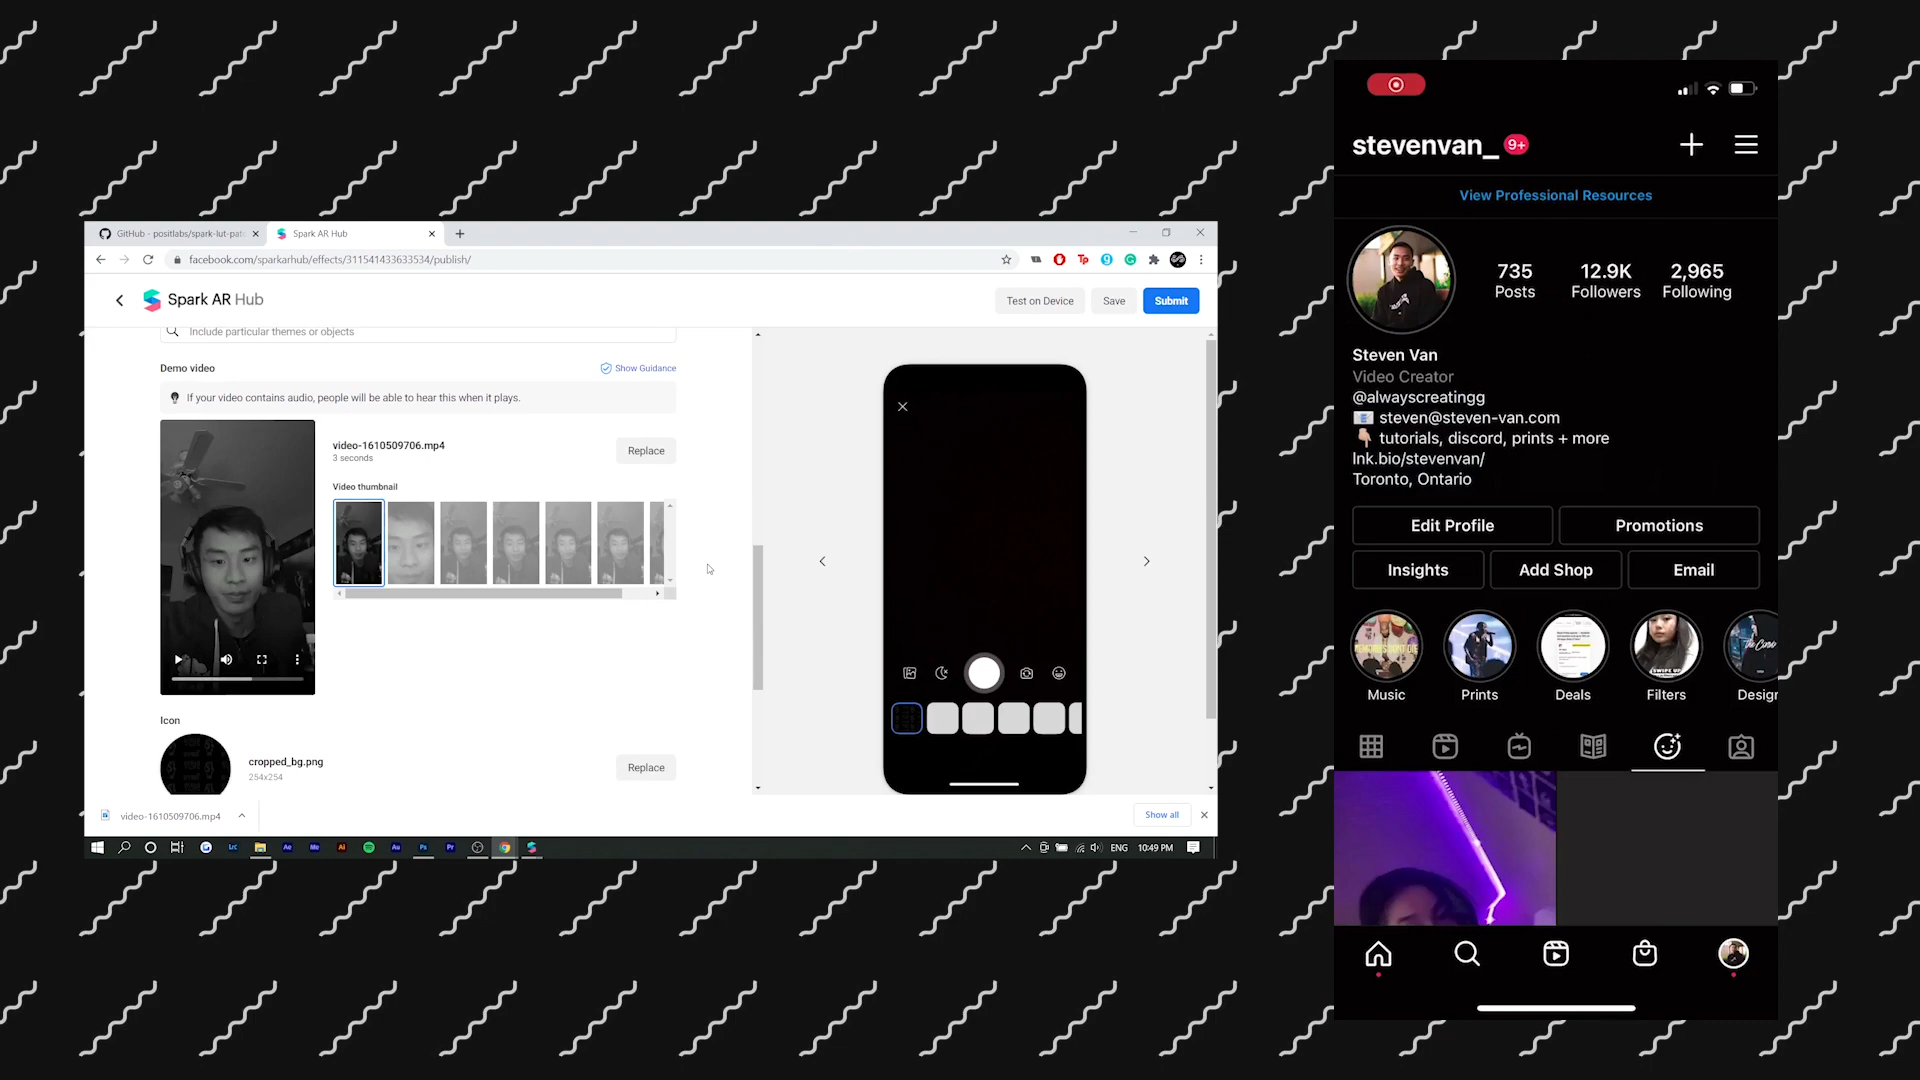 GitHub - positlabs/spark-lut-patc
Spark AR Hub
facebook.com/sparkarhub/effects/311541433633534/publish/
Spark AR Hub
Test on Device
Save
Submit
Include particular themes or objects
Demo video
Show Guidance
If your video contains audio, people will be able to hear this when it plays.
video-1610509706.mp4
3 seconds
Replace
Video thumbnail
Icon
cropped_bg.png
254x254
Replace
video-1610509706.mp4
Show all
ENG
10:49 PM
stevenvan_
9+
View Professional Resources
735
Posts
12.9K
Followers
2,965
Following
Steven Van
Video Creator
@alwayscreatingg
steven@steven-van.com
tutorials, discord, prints + more
lnk.bio/stevenvan/
Toronto, Ontario
Edit Profile
Promotions
Insights
Add Shop
Email
Music
Prints
Deals
Filters
Design